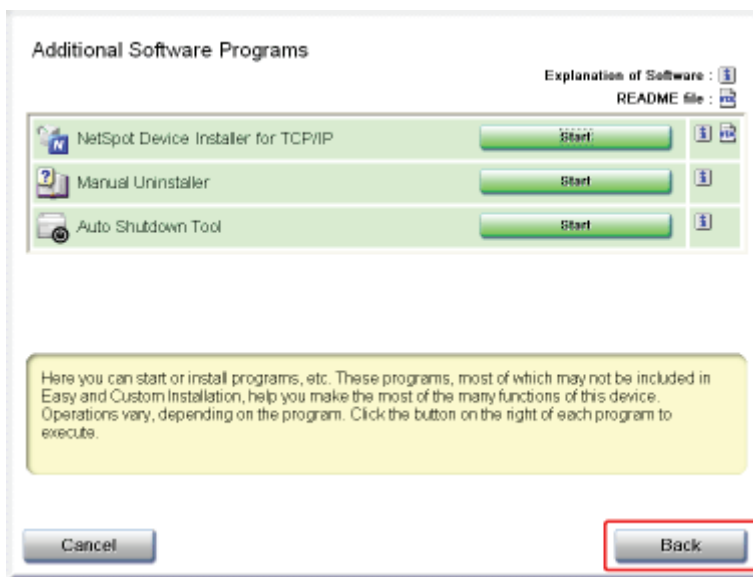 Additional Software Programs
Explanation of Software :
README file :
NetSpot Device Installer for TCP/IP
Start
Manual Uninstaller
Start
Auto Shutdown Tool
Start
Here you can start or install programs, etc. These programs, most of which may not be included in
Easy and Custom Installation, help you make the most of the many functions of this device.
Operations vary, depending on the program. Click the button on the right of each program to
execute.
Cancel
Back